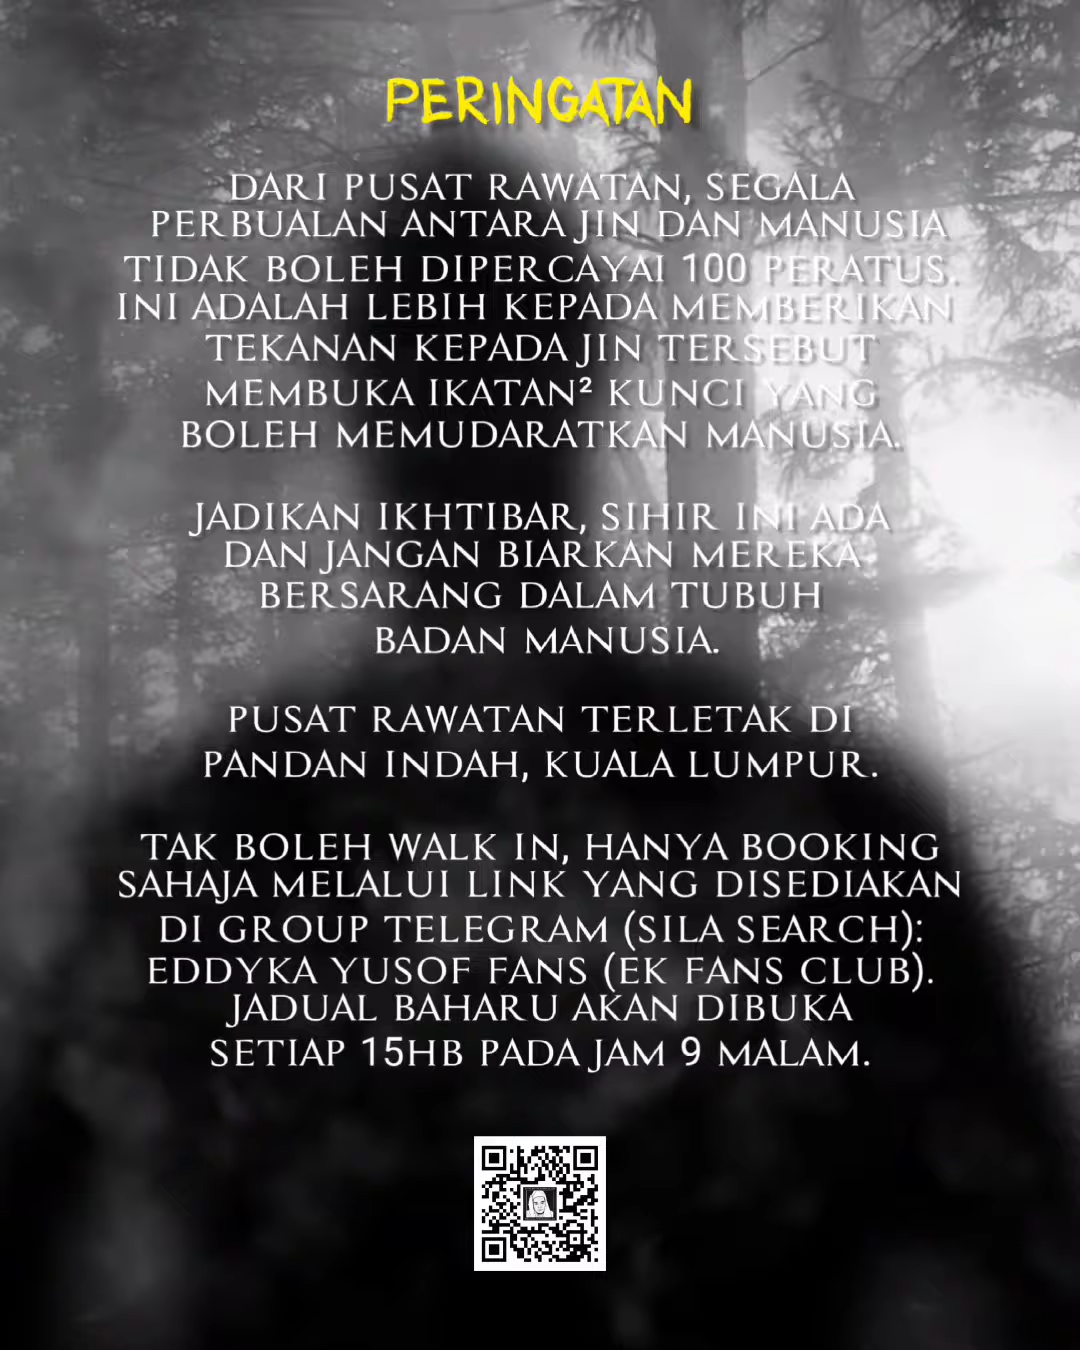 PERINGATAN
DARI PUSAT RAWATAN, SEGALA
PERBUALAN ANTARA JIN DAN MANUSIA
TIDAK BOLEH DIPERCAYAI 100 PERATUS.
INI ADALAH LEBIH KEPADA MEMBERIKAN
TEKANAN KEPADA JIN TERSEBUT
MEMBUKA IKATAN² KUNCI YANG
BOLEH MEMUDARATKAN MANUSIA.
JADIKAN IKHTIBAR, SIHIR INI ADA
DAN JANGAN BIARKAN MEREKA
BERSARANG DALAM TUBUH
BADAN MANUSIA.
PUSAT RAWATAN TERLETAK DI
PANDAN INDAH, KUALA LUMPUR.
TAK BOLEH WALK IN, HANYA BOOKING
SAHAJA MELALUI LINK YANG DISEDIAKAN
DI GROUP TELEGRAM (SILA SEARCH):
EDDYKA YUSOF FANS (EK FANS CLUB).
JADUAL BAHARU AKAN DIBUKA
SETIAP 15HB PADA JAM 9 MALAM.